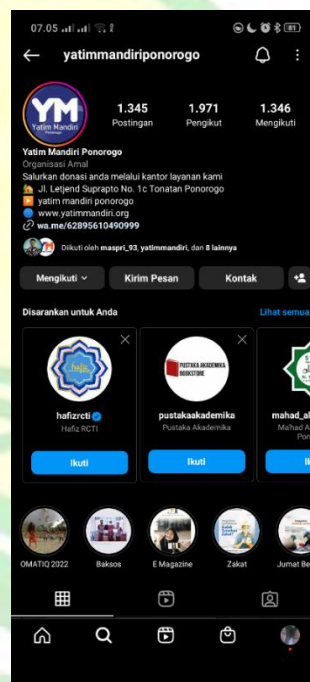 07.05
81
yatimmandiriponorogo
YM
Yatim Mandiri
1.345 1.971 1.346
Postingan Pengikut Mengikuti
Yatim Mandiri Ponorogo
Organisasi Amal
Salurkan donasi anda melalui kantor layanan kami
Jl. Letjend Suprapto No. 1c Tonatan Ponorogo
yatim mandiri ponorogo
www.yatimmandiri.org
wa.me/62895610490999
Diikuti oleh maspri_93, yatimmandiri, dan 8 lainnya
Mengikuti Kirim Pesan Kontak
Disarankan untuk Anda Lihat semua
hafiz
PUSTAKA AKADEMIKA
BOOKSTORE
hafizrcti pustakaakademika mahad_al
Hafiz RCTI Pustaka Akademika Ma'had A
Pon
Ikuti Ikuti
OMATIQ 2022 Baksos E Magazine Zakat Jumat Be